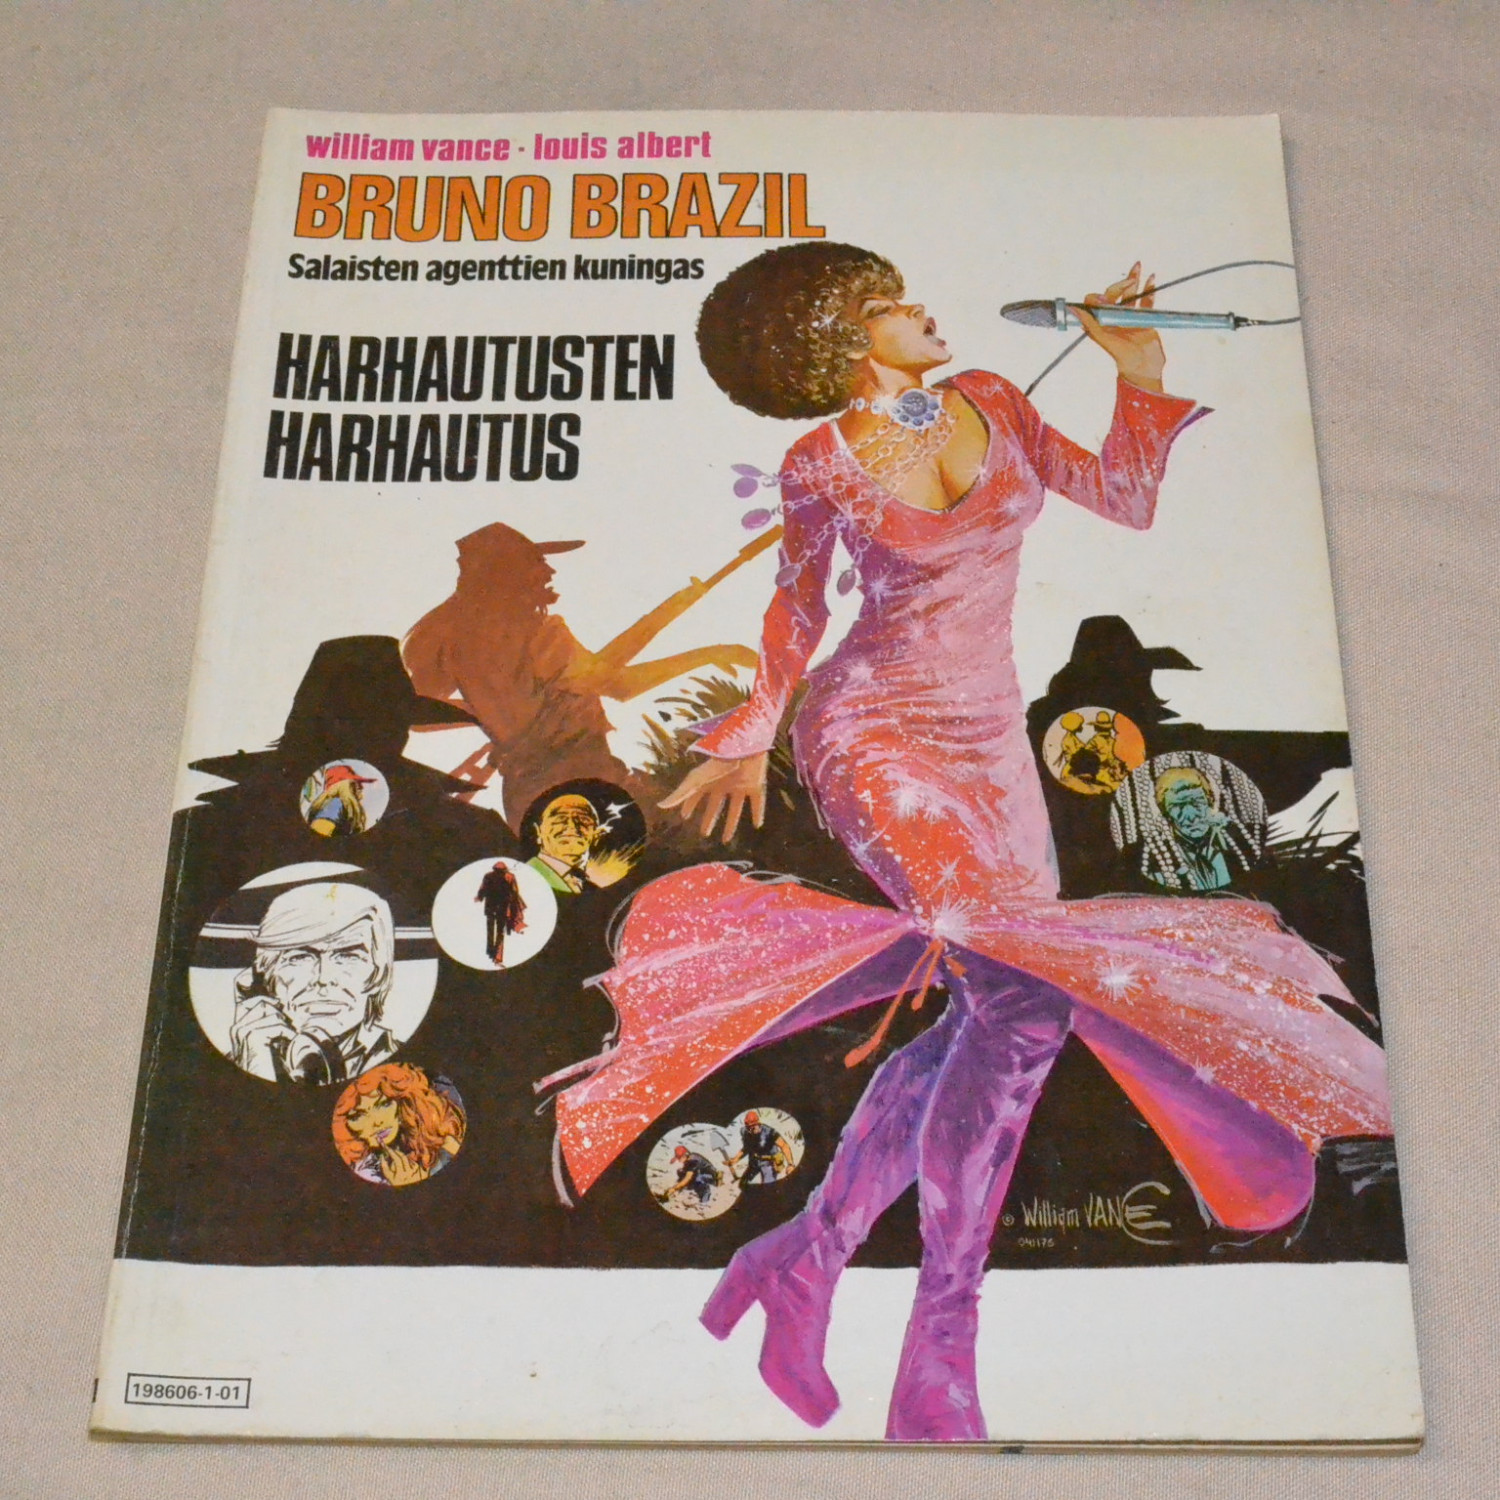 william vance · louis albert
BRUNO BRAZIL
Salaisten agenttien kuningas
HARHAUTUSTEN
HARHAUTUS
© William VANCE
198606-1-01